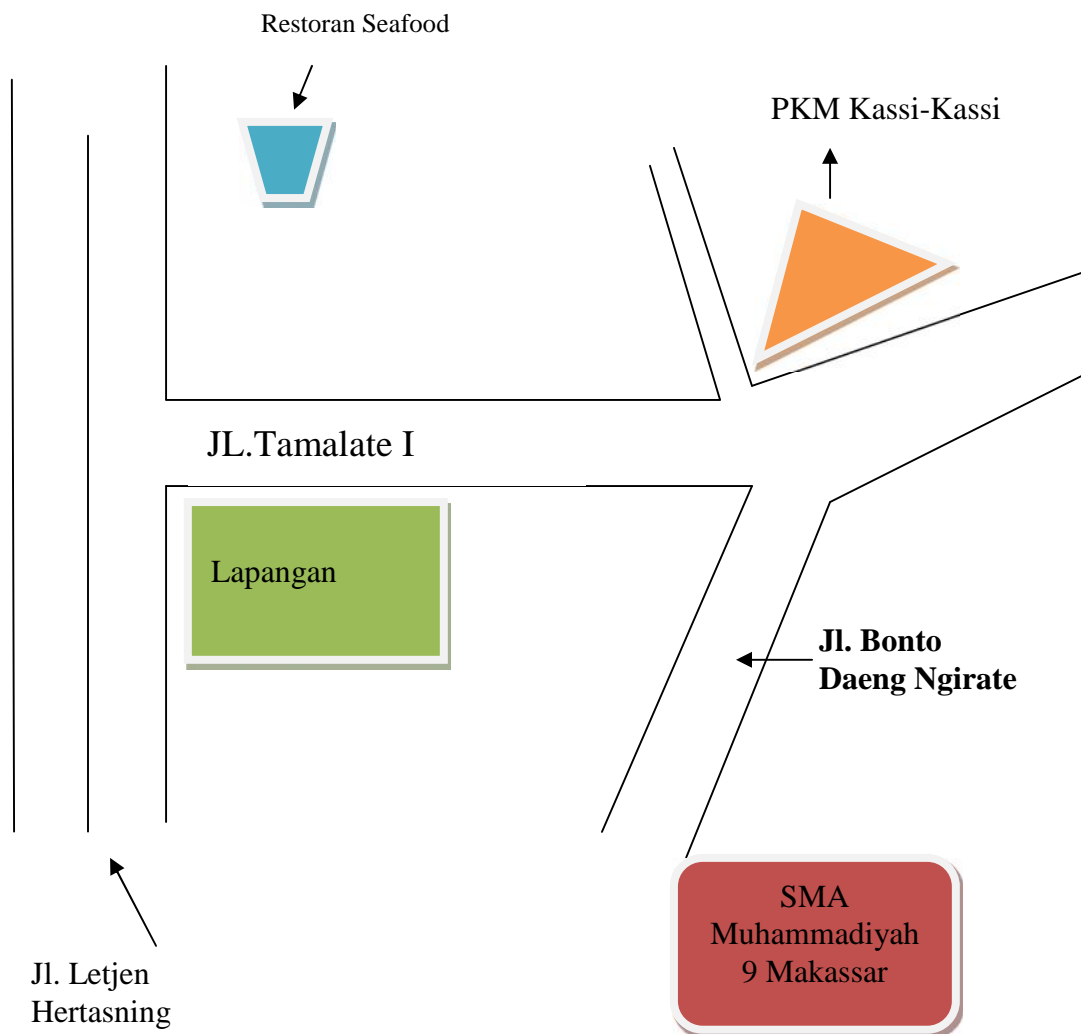 Restoran Seafood
PKM Kassi-Kassi
JL.Tamalate I
Lapangan
Jl. Bonto
Daeng Ngirate
SMA
Muhammadiyah
9 Makassar
Jl. Letjen
Hertasning